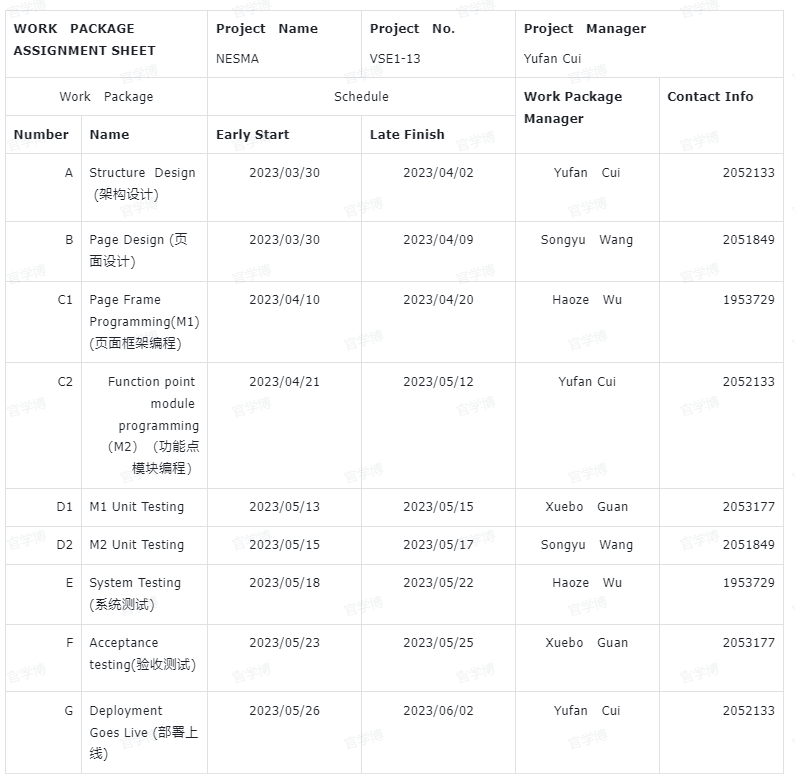 WORK PACKAGE
ASSIGNMENT SHEET
Project Name
NESMA
Project No.
VSE1-13
Project Manager
Yufan Cui
Work Package
Schedule
Work Package
Manager
Contact Info
Number
Name
Early Start
Late Finish
A
Structure Design
(架构设计)
2023/03/30
2023/04/02
Yufan Cui
2052133
B
Page Design (页
面设计)
2023/03/30
2023/04/09
Songyu Wang
2051849
C1
Page Frame
Programming(M1)
(页面框架编程)
2023/04/10
2023/04/20
Haoze Wu
1953729
C2
Function point
module
programming
（M2）（功能点
模块编程）
2023/04/21
2023/05/12
Yufan Cui
2052133
D1
M1 Unit Testing
2023/05/13
2023/05/15
Xuebo Guan
2053177
D2
M2 Unit Testing
2023/05/15
2023/05/17
Songyu Wang
2051849
E
System Testing
(系统测试)
2023/05/18
2023/05/22
Haoze Wu
1953729
F
Acceptance
testing(验收测试)
2023/05/23
2023/05/25
Xuebo Guan
2053177
G
Deployment
Goes Live (部署上
线)
2023/05/26
2023/06/02
Yufan Cui
2052133
官学博